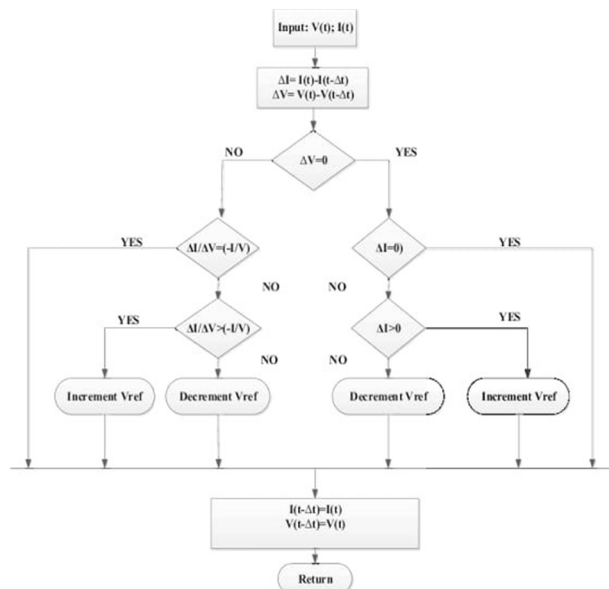 Input: V(t); I(t)
ΔI= I(t)-I(t-Δt)
ΔV= V(t)-V(t-Δt)
NO
YES
ΔV=0
YES
ΔI/ΔV=(-I/V)
ΔI=0)
YES
NO
NO
YES
ΔI/ΔV>(-I/V)
ΔI>0
YES
NO
NO
Increment Vref
Decrement Vref
Decrement Vref
Increment Vref
I(t-Δt)=I(t)
V(t-Δt)=V(t)
Return